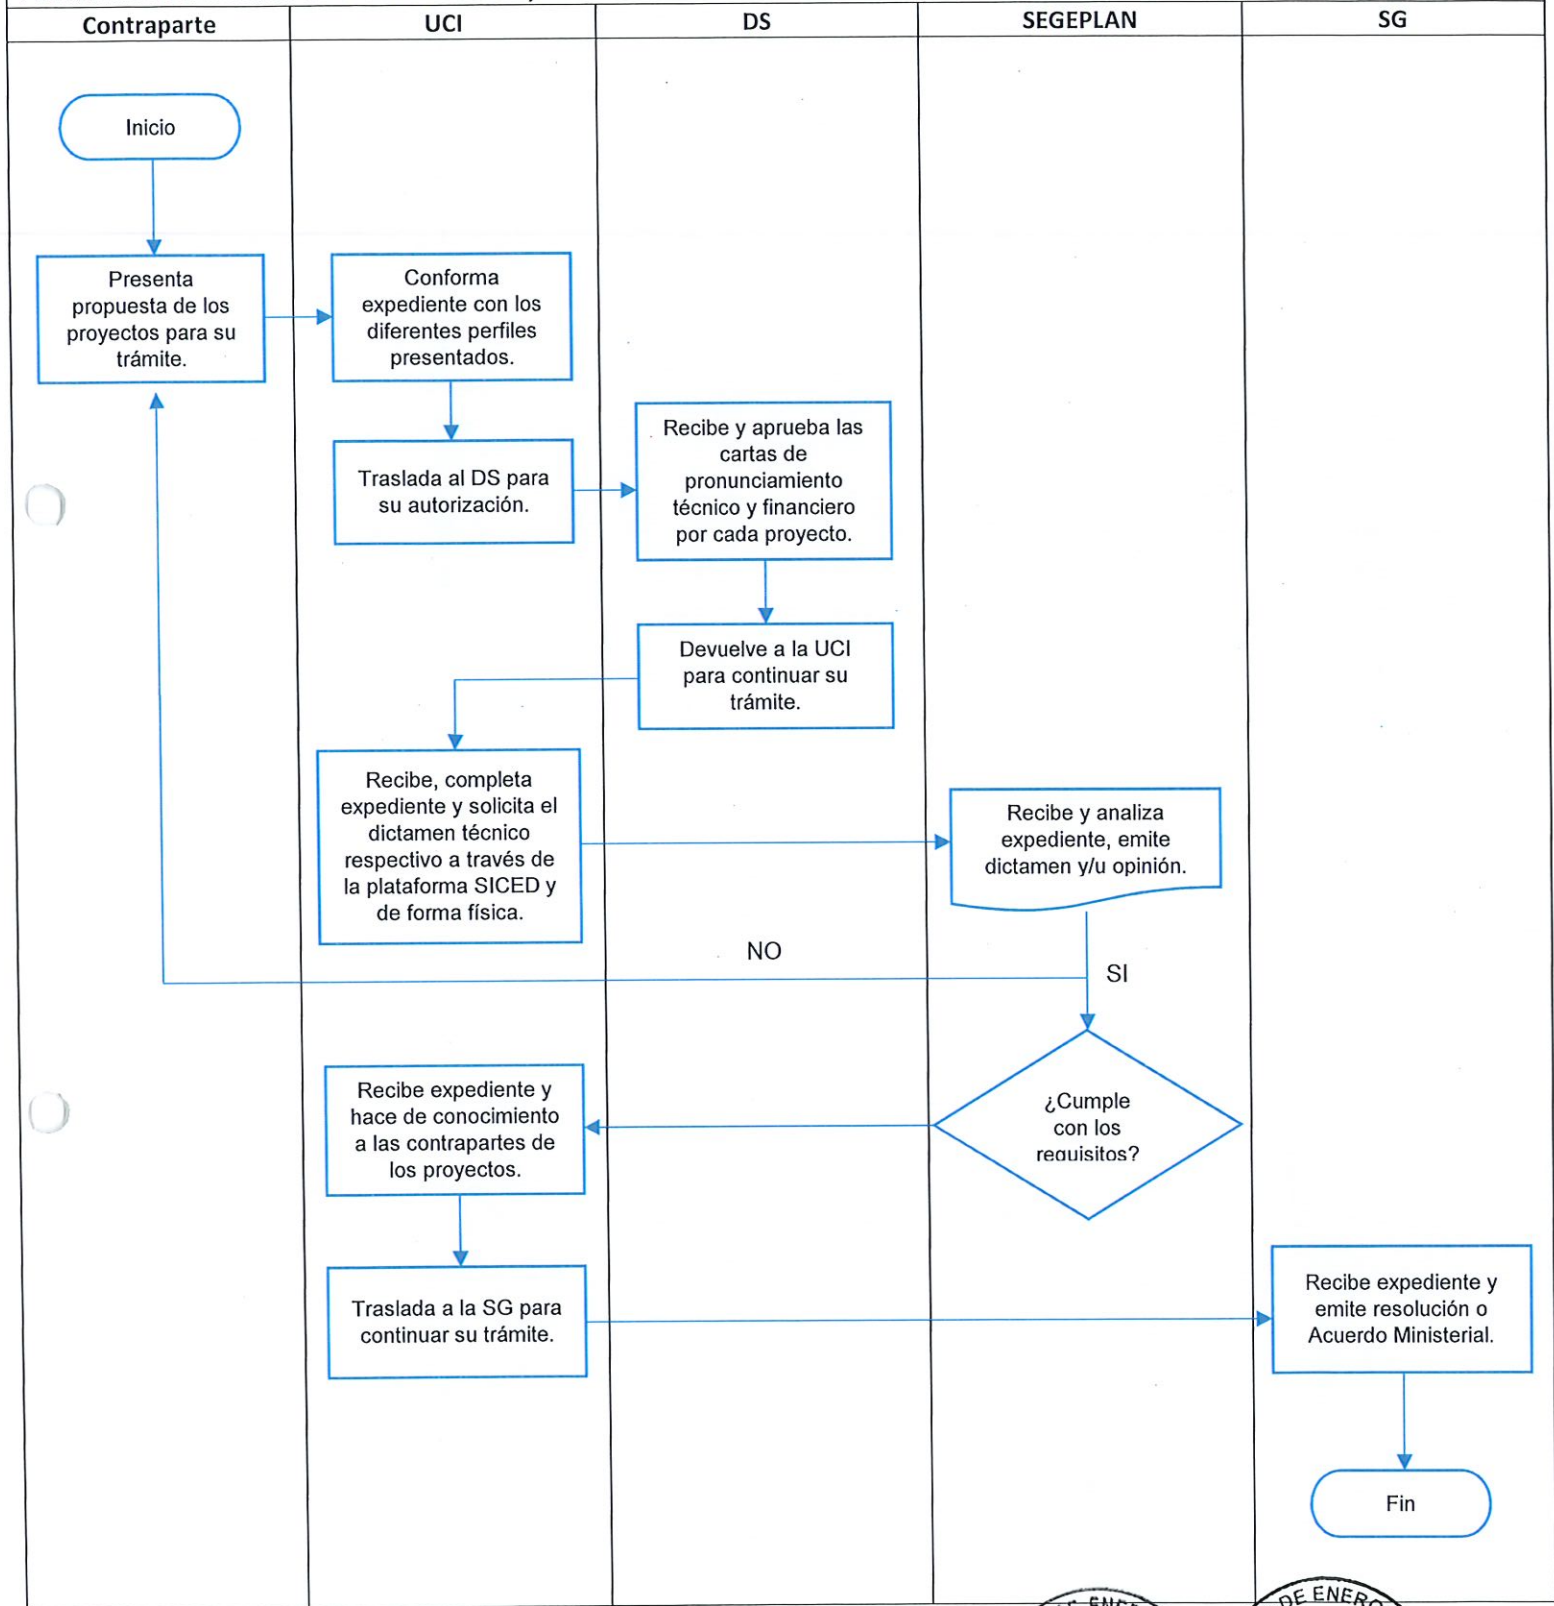 Contraparte
UCI
DS
SEGEPLAN
SG
Inicio
Presenta
propuesta de los
proyectos para su
trámite.
Conforma
expediente con los
diferentes perfiles
presentados.
Traslada al DS para
su autorización.
Recibe y aprueba las
cartas de
pronunciamiento
técnico y financiero
por cada proyecto.
Devuelve a la UCI
para continuar su
trámite.
Recibe, completa
expediente y solicita el
dictamen técnico
respectivo a través de
la plataforma SICED y
de forma física.
Recibe y analiza
expediente, emite
dictamen y/u opinión.
NO
SI
¿Cumple
con los
requisitos?
Recibe expediente y
hace de conocimiento
a las contrapartes de
los proyectos.
Traslada a la SG para
continuar su trámite.
Recibe expediente y
emite resolución o
Acuerdo Ministerial.
Fin
DE ENERG